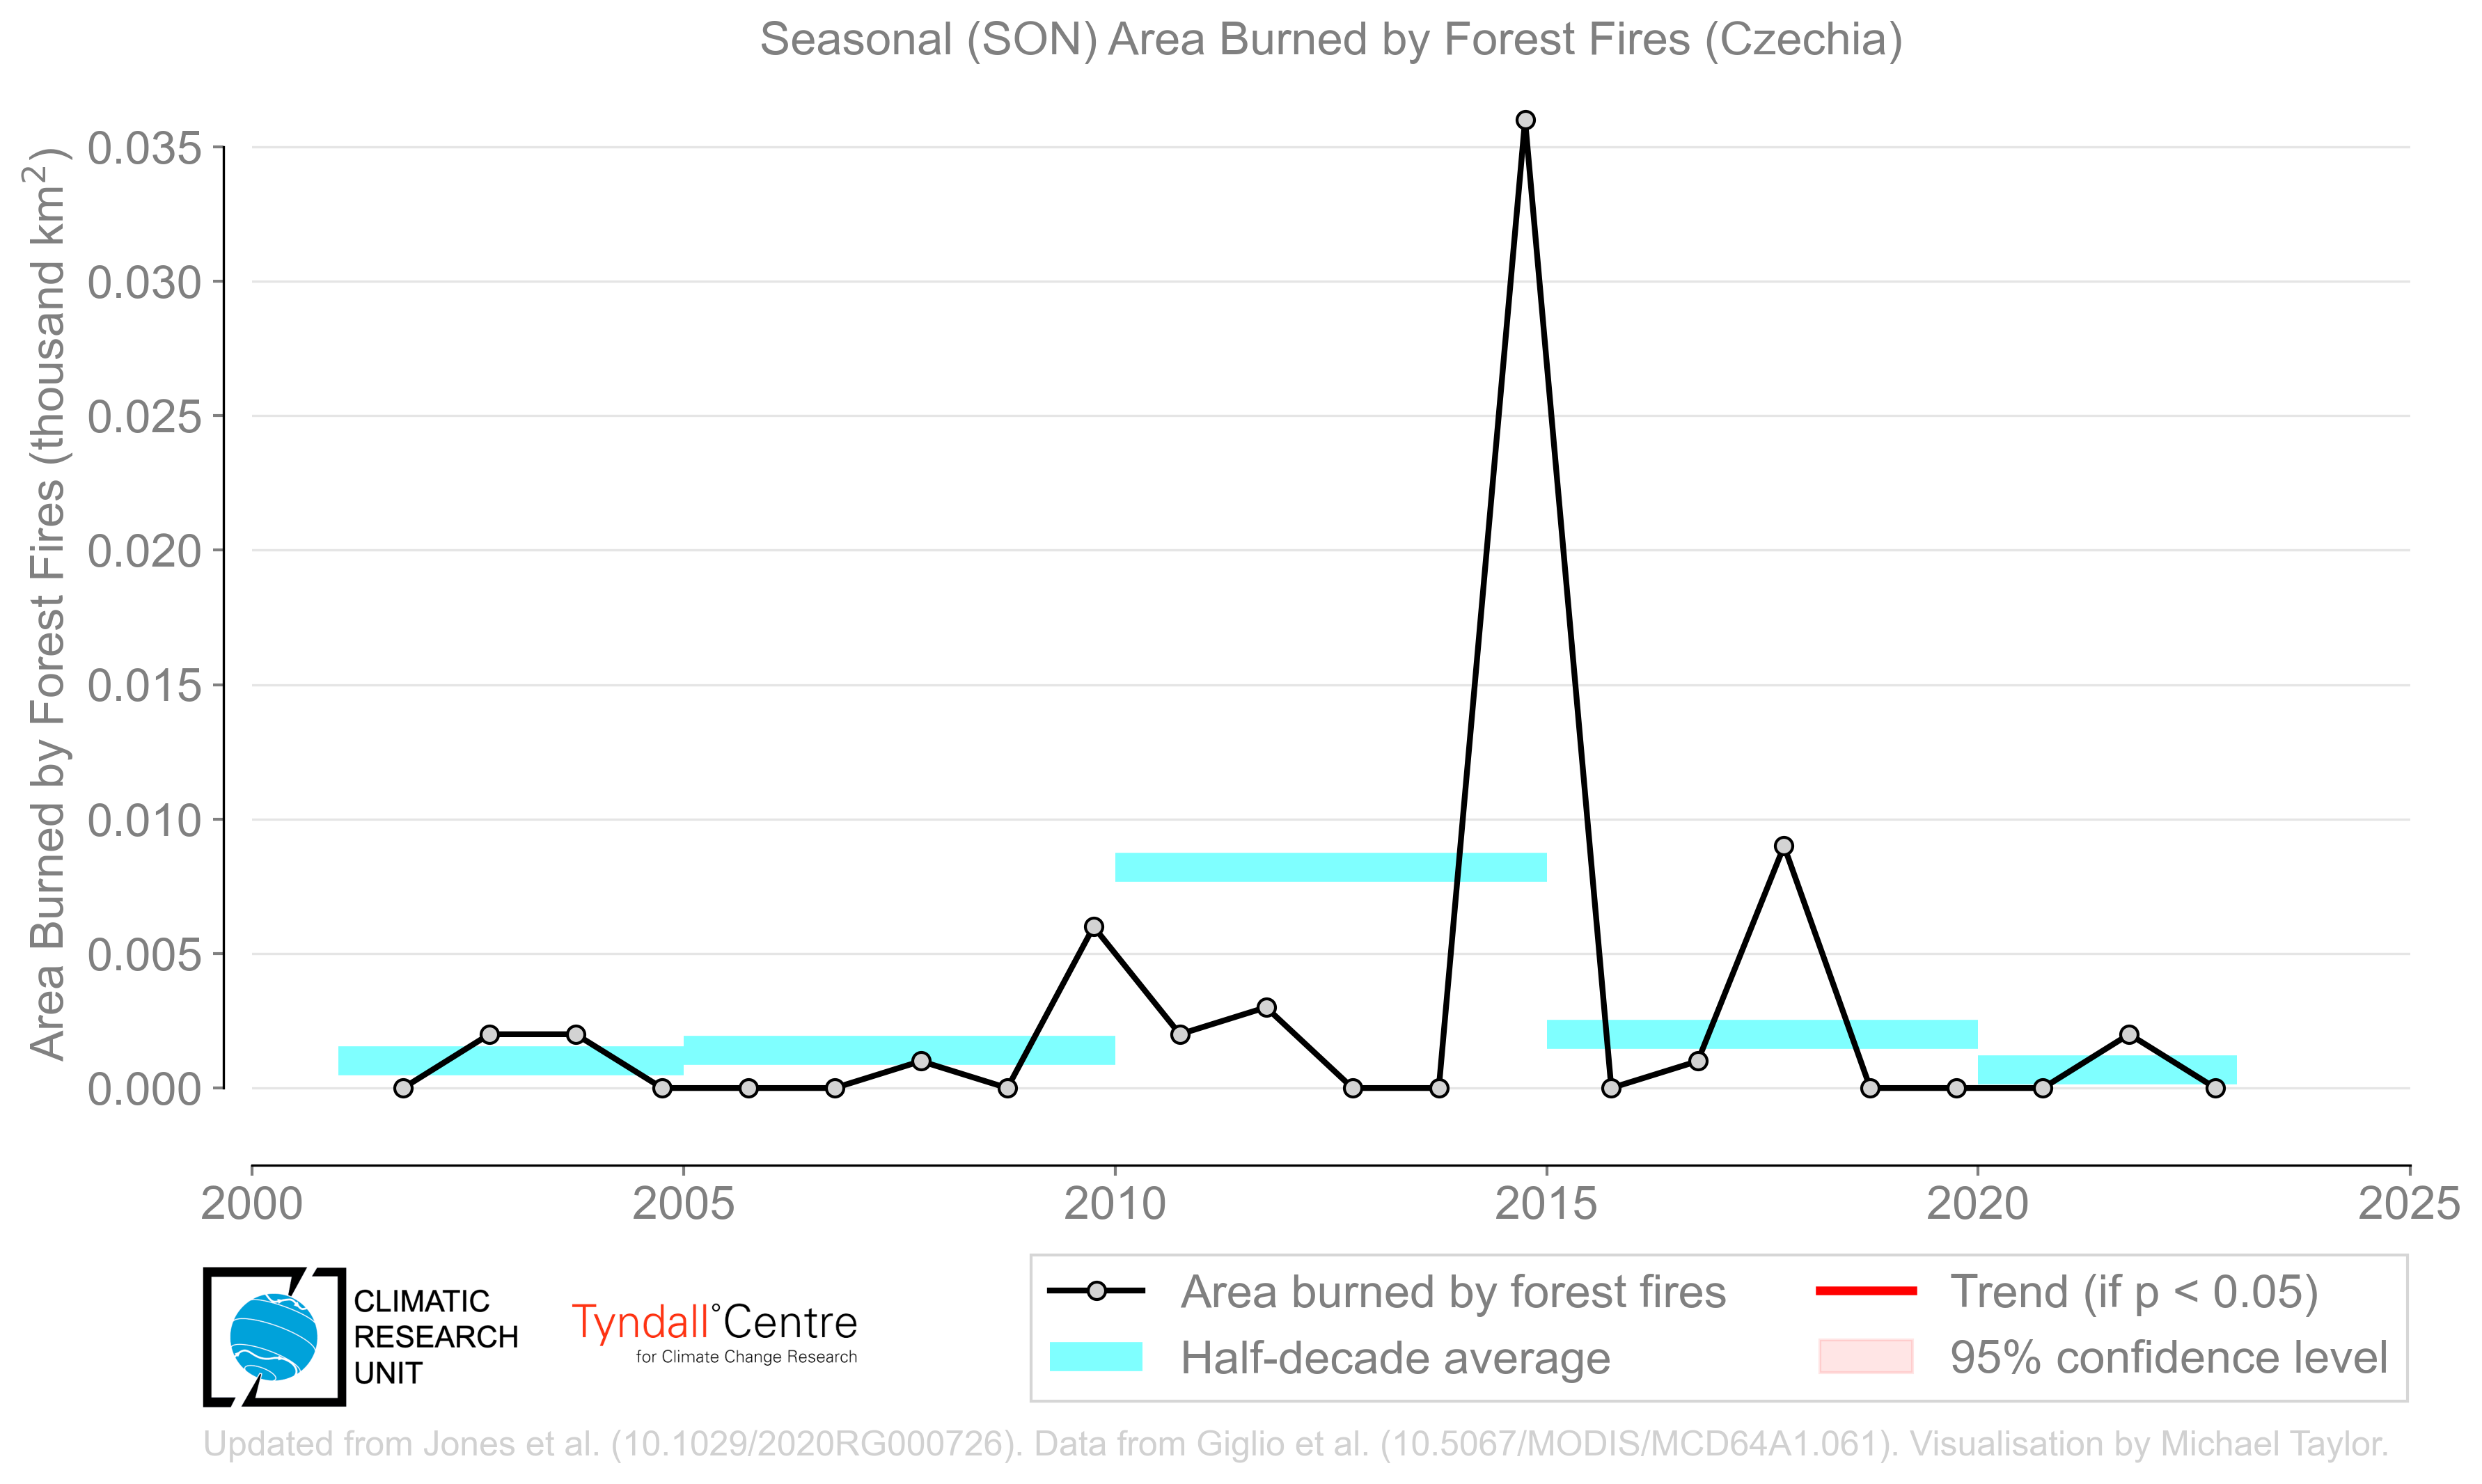 Seasonal (SON) Area Burned by Forest Fires (Czechia)
Area Burned by Forest Fires (thousand km²)
0.035
0.030
0.025
0.020
0.015
0.010
0.005
0.000
2000 2005 2010 2015 2020 2025
CLIMATIC
RESEARCH
UNIT
Tyndall°Centre
for Climate Change Research
Area burned by forest fires
Half-decade average
Trend (if p < 0.05)
95% confidence level
Updated from Jones et al. (10.1029/2020RG000726). Data from Giglio et al. (10.5067/MODIS/MCD64A1.061). Visualisation by Michael Taylor.